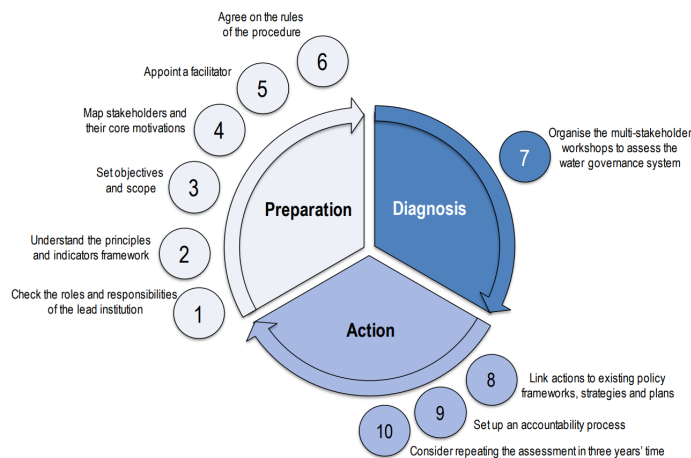 Agree on the rules
of the procedure
6
Appoint a facilitator
5
Map stakeholders and
their core motivations
4
Set objectives
and scope
3
Understand the principles
and indicators framework
2
Check the roles and responsibilities
of the lead institution
1
Preparation
Diagnosis
7
Organise the multi-stakeholder
workshops to assess the
water governance system
Action
8
Link actions to existing policy
frameworks, strategies and plans
9
Set up an accountability process
10
Consider repeating the assessment in three years' time